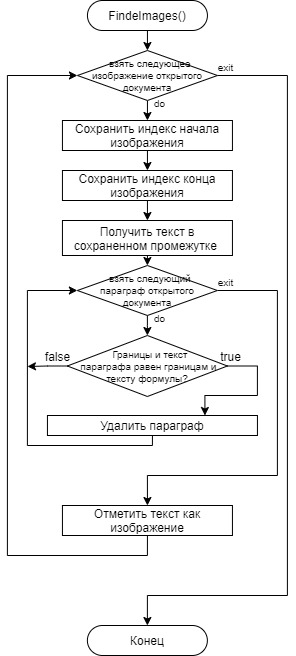 FindeImages()
взять следующее
изображение открытого
документа
exit
do
Сохранить индекс начала
изображения
Сохранить индекс конца
изображения
Получить текст в
сохраненном промежутке
взять следующий
параграф открытого
документа
exit
do
Границы и текст
параграфа равен границам и
тексту формулы?
false
true
Удалить параграф
Отметить текст как
изображение
Конец